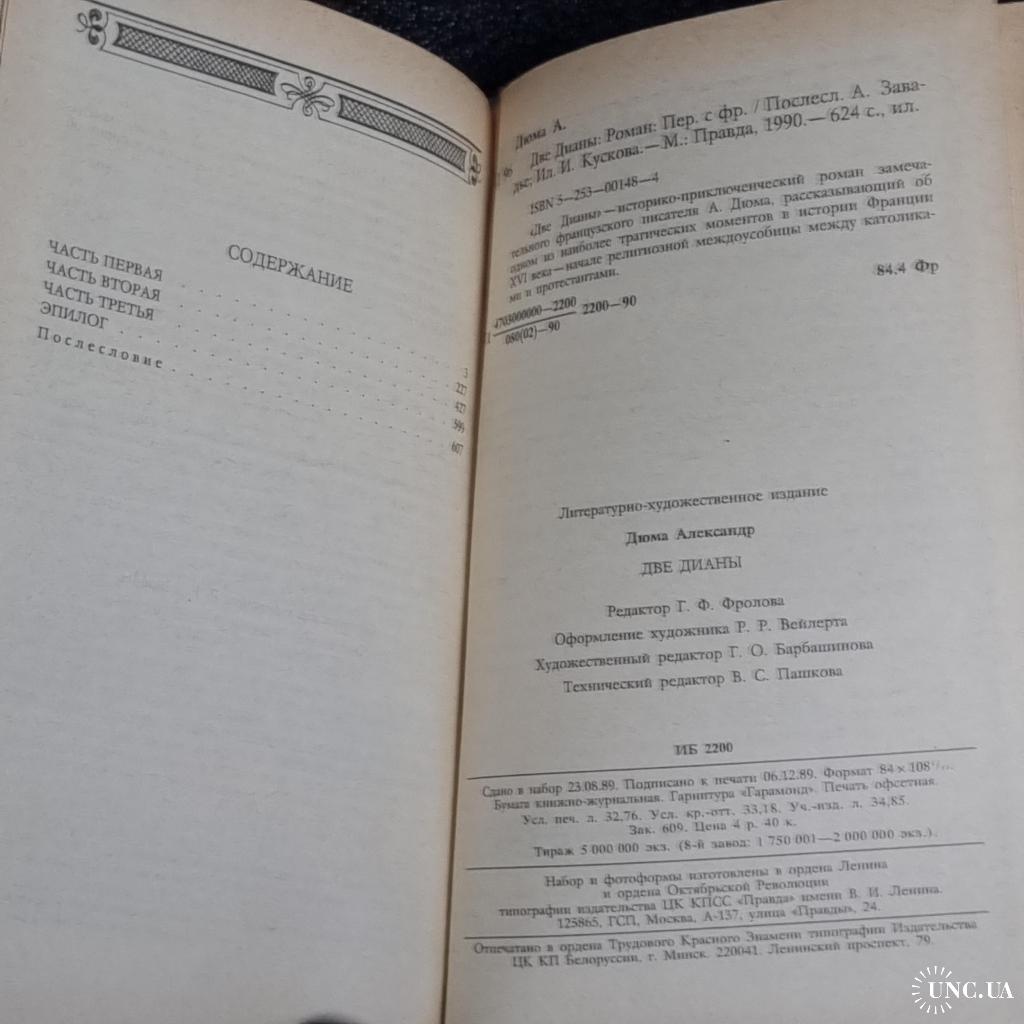 СОДЕРЖАНИЕ
ЧАСТЬ ПЕРВАЯ . . . . . . . . . . 3
ЧАСТЬ ВТОРАЯ . . . . . . . . . . 227
ЧАСТЬ ТРЕТЬЯ . . . . . . . . . . 427
ЭПИЛОГ . . . . . . . . . . 599
Послесловие . . . . . . . . . . 607
Дюма А.
96 Две Дианы: Роман: Пер. с фр. / Послесл. А. Зава-
дьс; Ил. И. Кускова.—М.: Правда, 1990.— 624 с., ил.
ISBN 5—253—00148—4
«Две Дианы»—историко-приключенческий роман замеча-
тельного французского писателя А. Дюма, рассказывающий об
одном из наиболее трагических моментов в истории Франции
XVI века—начале религиозной междоусобицы между католика-
ми и протестантами.
4703000000—2200
080(02)—90
2200—90
84.4 Фр
Литературно-художественное издание
Дюма Александр
ДВЕ ДИАНЫ
Редактор Г. Ф. Фролова
Оформление художника Р. Р. Вейлерта
Художественный редактор Г. О. Барбашинова
Технический редактор В. С. Пашкова
ИБ 2200
Сдано в набор 23.08.89. Подписано к печати 06.12.89. Формат 84×108
Бумага книжно-журнальная. Гарнитура «Гарамонд». Печать офсетная.
Усл. печ. л. 32,76. Усл. кр.-отт. 33,18. Уч.-изд. л. 34,85.
Зак. 609. Цена 4 р. 40 к.
Тираж 5 000 000 экз. (8-й завод: 1 750 001—2 000 000 экз.).
Набор и фотоформы изготовлены в ордена Ленина
и ордена Октябрьской Революции
типографии издательства ЦК КПСС «Правда» имени В. И. Ленина.
125865, ГСП, Москва, А-137, улица «Правды», 24.
Отпечатано в ордена Трудового Красного Знамени типографии Издательства
ЦК КП Белоруссии, г. Минск. 220041. Ленинский проспект, 79.
UNC.UA